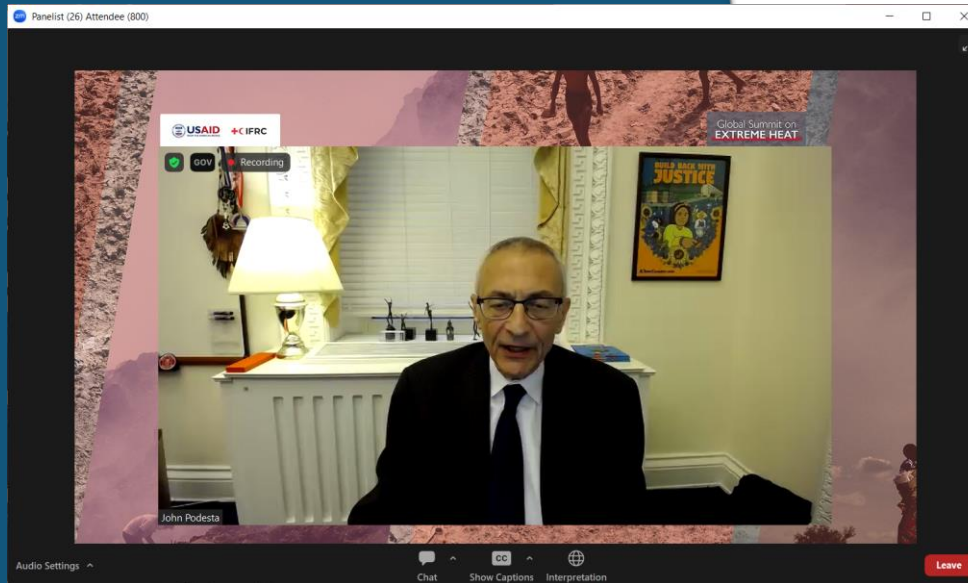 Panelist (26) Attendee (800)
USAID
IFRC
Global Summit on
EXTREME HEAT
GOV
Recording
BUILD BACK WITH
JUSTICE
John Podesta
Audio Settings
Chat
CC
Show Captions
Interpretation
Leave